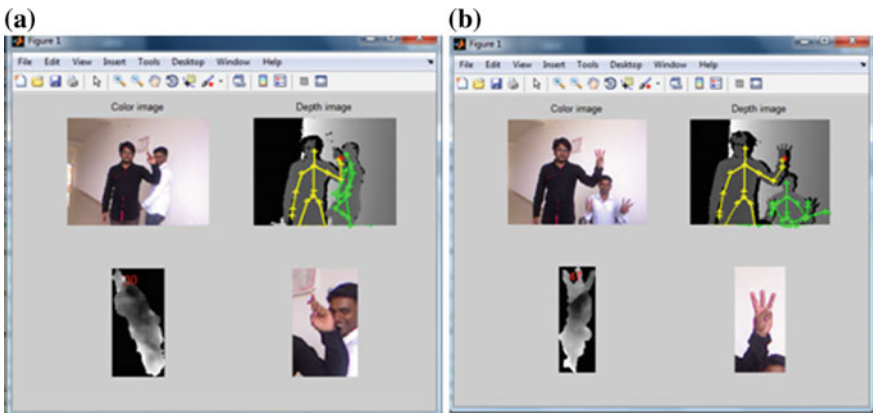 (a)
Figure 1
File Edit View Insert Tools Desktop Window Help
Color image
Depth image
(b)
Figure 1
File Edit View Insert Tools Desktop Window Help
Color image
Depth image